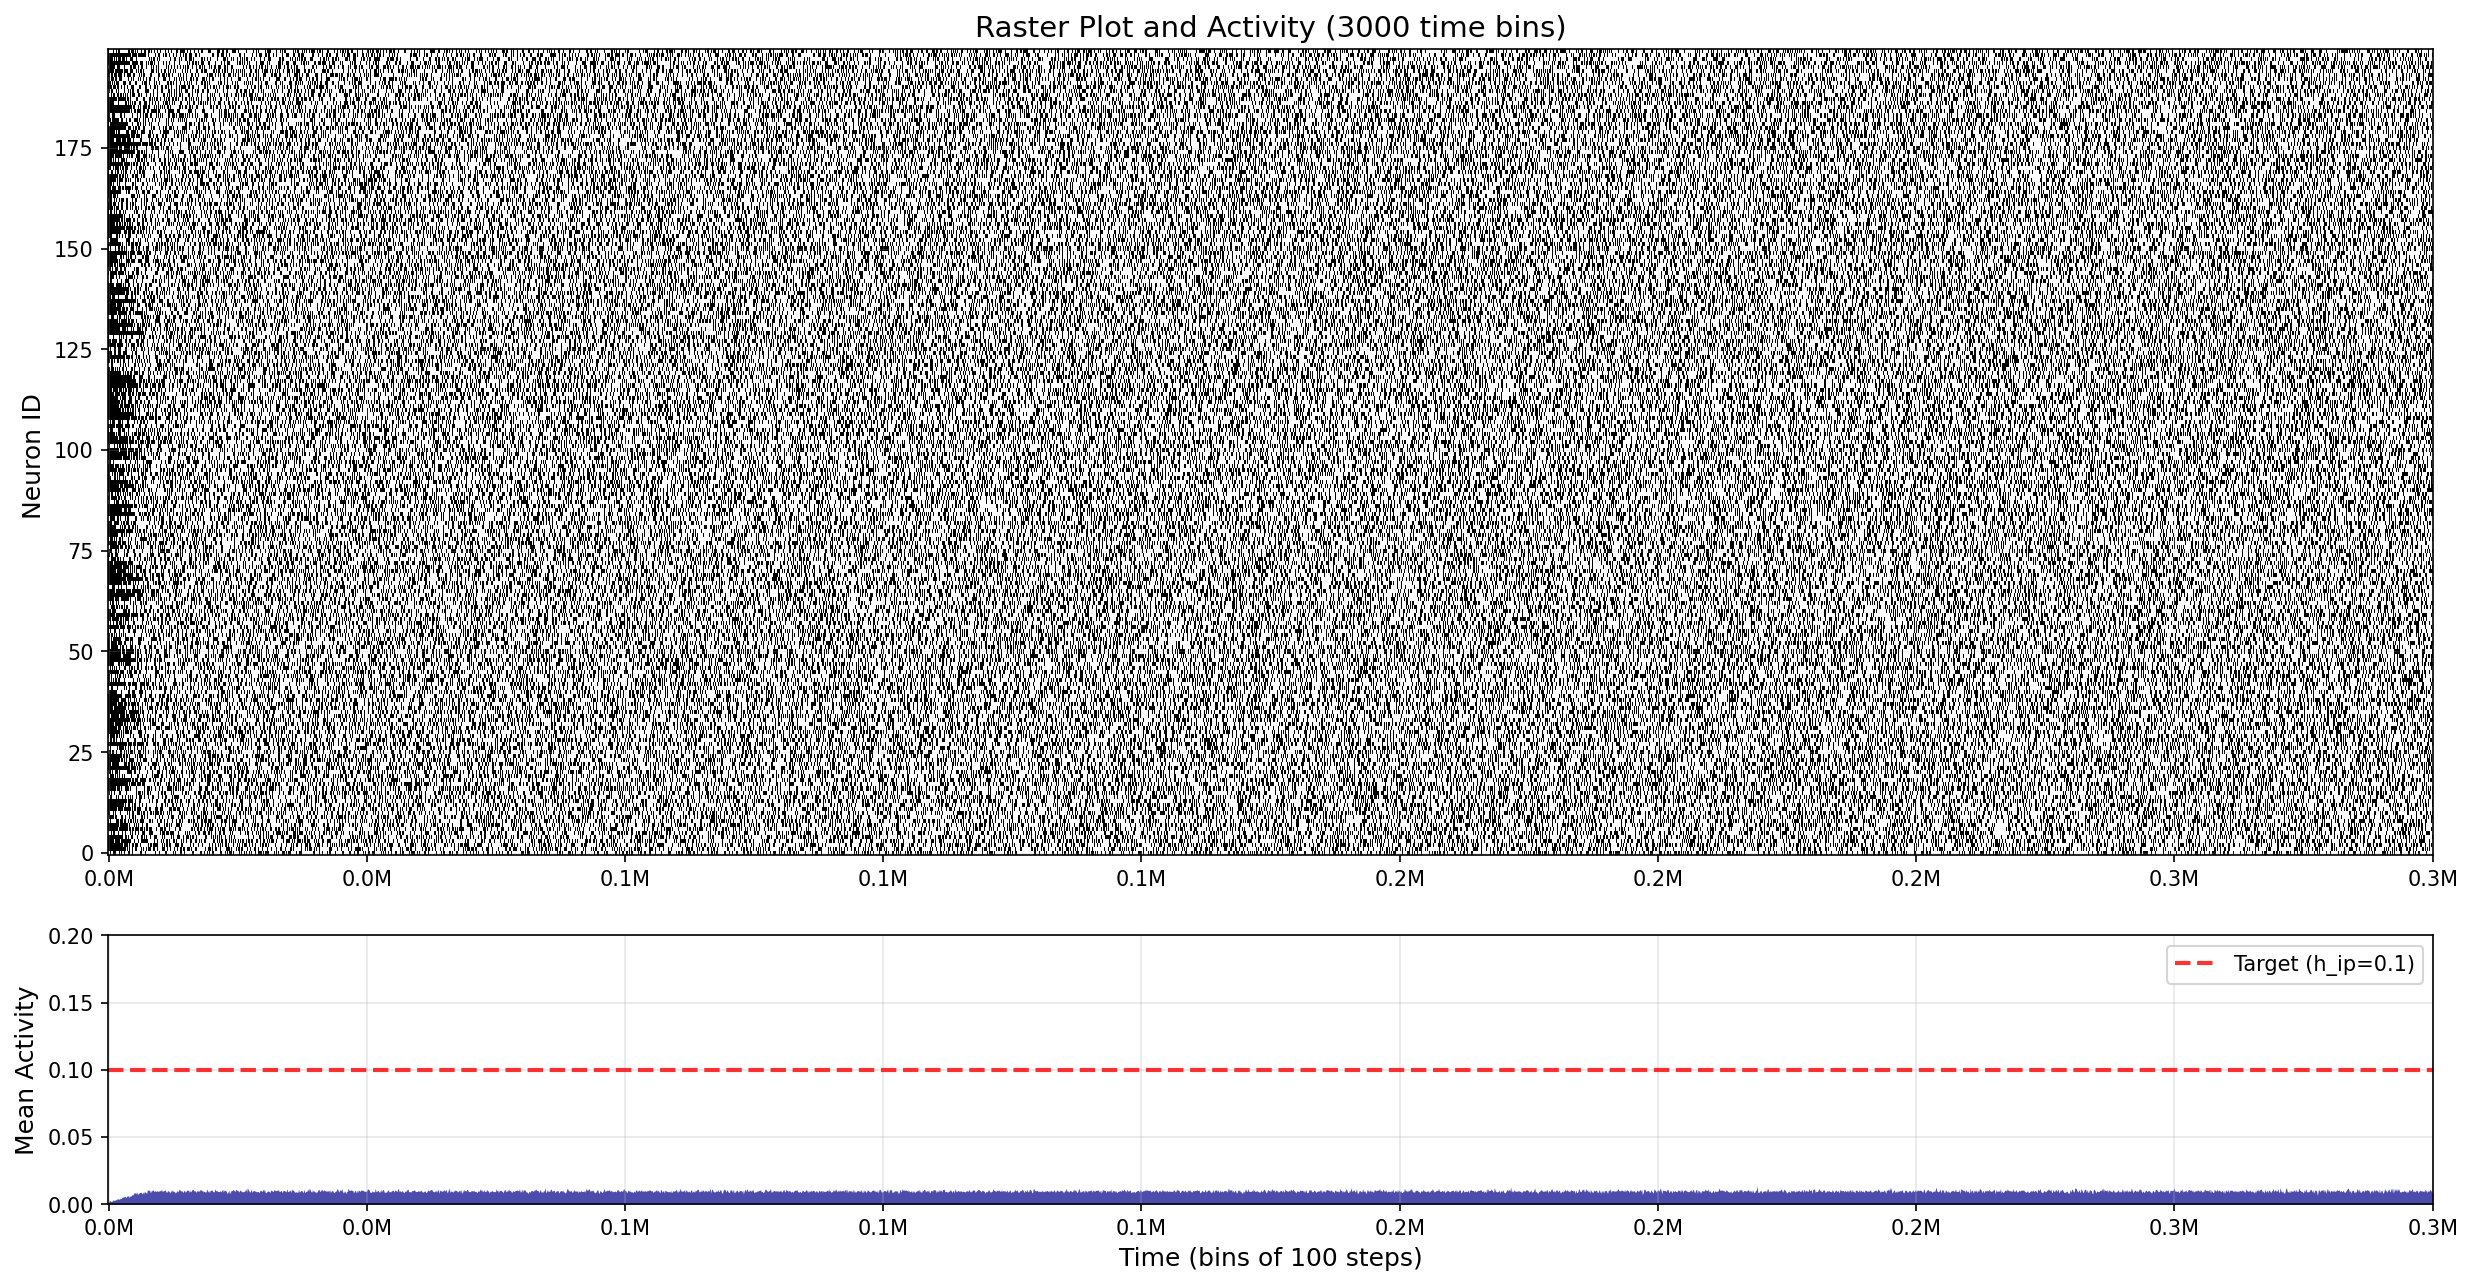 Raster Plot and Activity (3000 time bins)
Neuron ID
175
150
125
100
75
50
25
0
0.0M 0.0M 0.1M 0.1M 0.1M 0.2M 0.2M 0.2M 0.3M 0.3M
Mean Activity
0.20
0.15
0.10
0.05
0.00
Target (h_ip=0.1)
0.0M 0.0M 0.1M 0.1M 0.1M 0.2M 0.2M 0.2M 0.3M 0.3M
Time (bins of 100 steps)